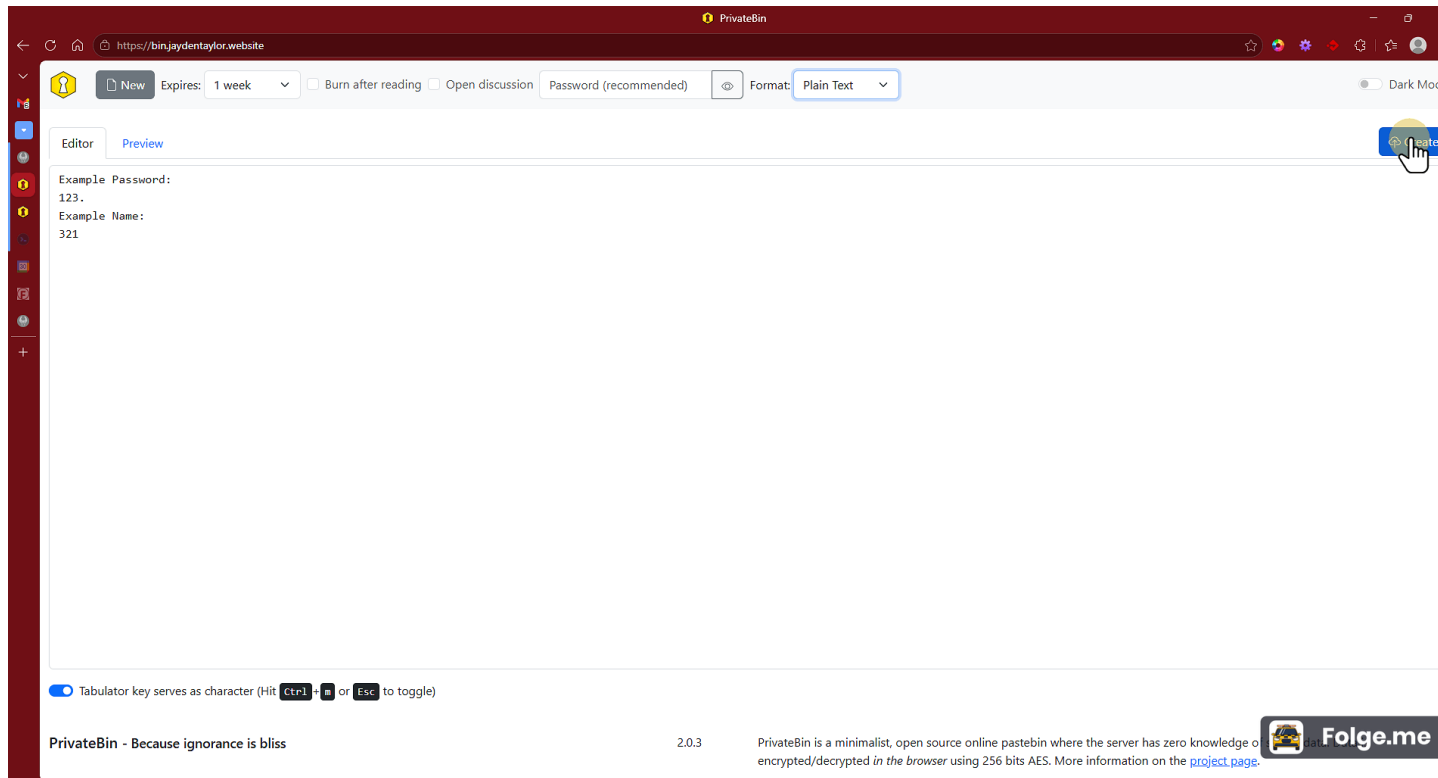 PrivateBin
https://bin.jaydentaylor.website
New Expires: 1 week Burn after reading Open discussion Password (recommended) Format: Plain Text Dark Mod
Editor Preview Create
Example Password:
123.
Example Name:
321
Tabulator key serves as character (Hit Ctrl + m or Esc to toggle)
PrivateBin - Because ignorance is bliss 2.0.3 PrivateBin is a minimalist, open source online pastebin where the server has zero knowledge of
encrypted/decrypted in the browser using 256 bits AES. More information on the project page.
Folge.me